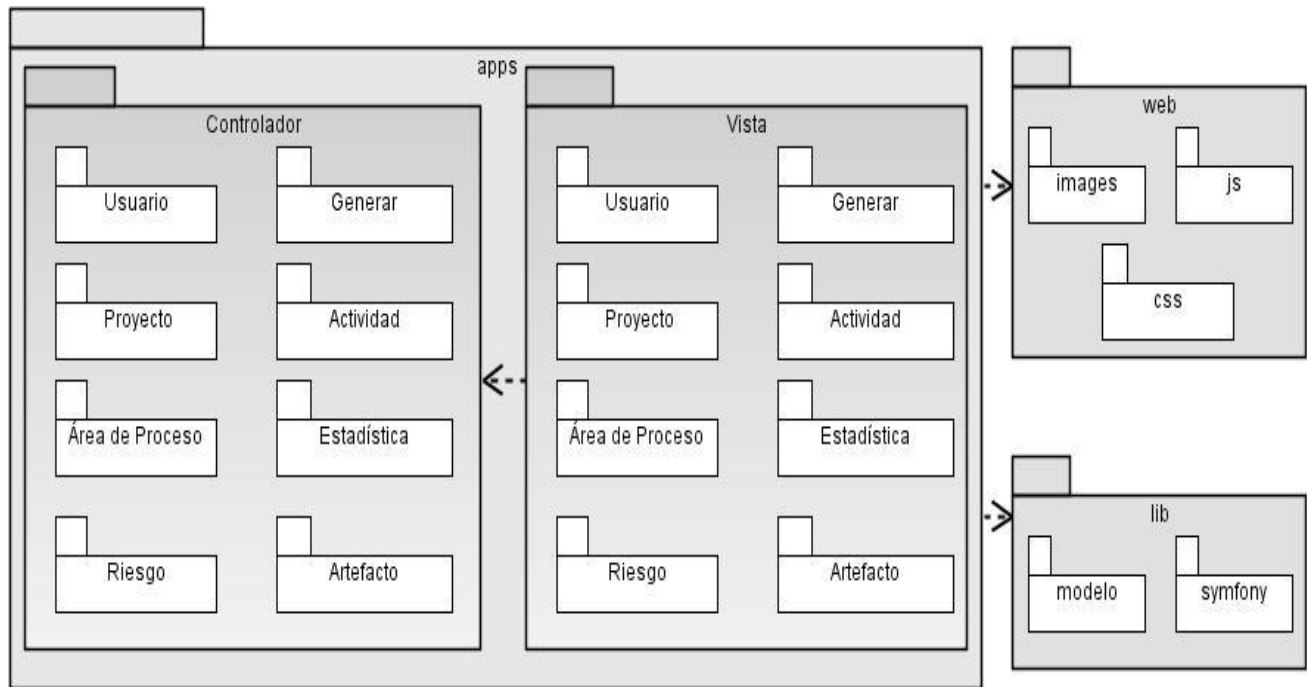 apps
Controlador
Usuario
Generar
Proyecto
Actividad
Área de Proceso
Estadística
Riesgo
Artefacto
Vista
Usuario
Generar
Proyecto
Actividad
Área de Proceso
Estadística
Riesgo
Artefacto
web
images
js
css
lib
modelo
symfony